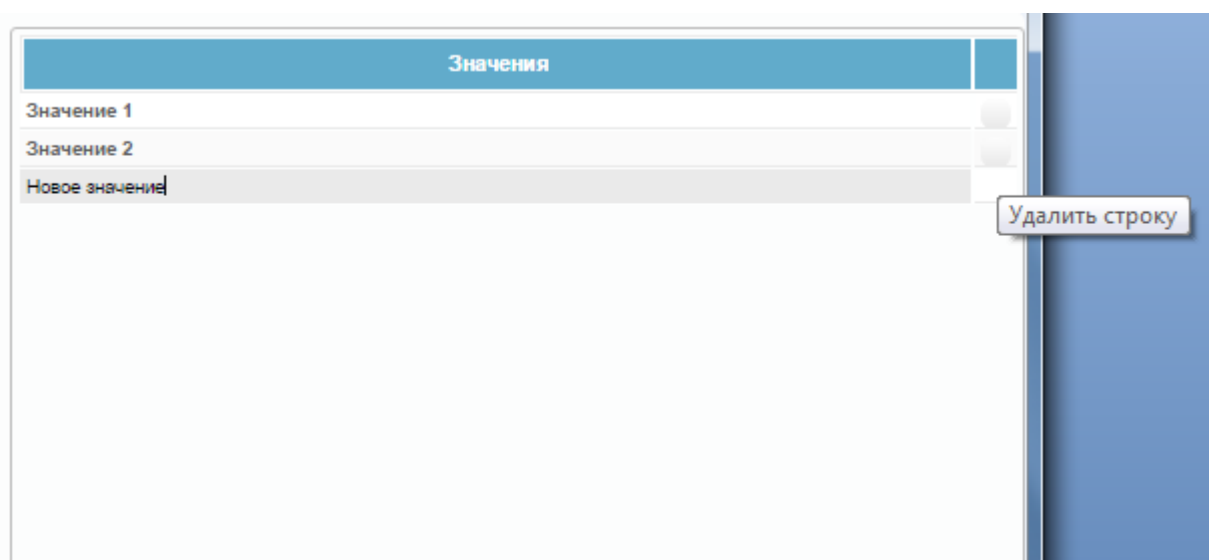 Значения
Значение 1
Значение 2
Новое значение
Удалить строку